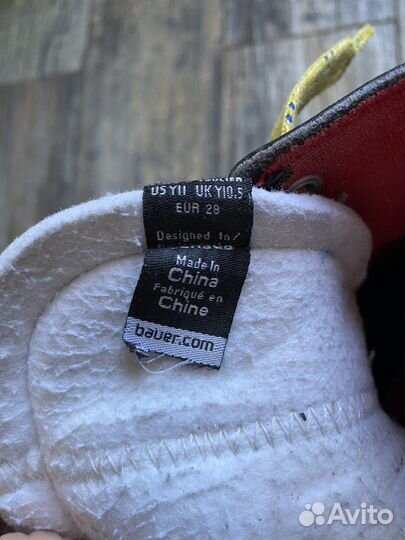 US Y11 UK Y10.5
EUR 28
Designed In/
Made In
China
Fabriqué en
Chine
bauer.com
Avito